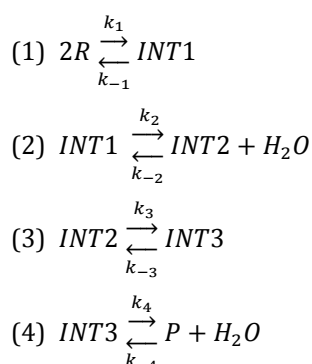 k₁
(1) 2R ⇄ INT1
k₋₁
k₂
(2) INT1 ⇄ INT2 + H₂O
k₋₂
k₃
(3) INT2 ⇄ INT3
k₋₃
k₄
(4) INT3 ⇄ P + H₂O